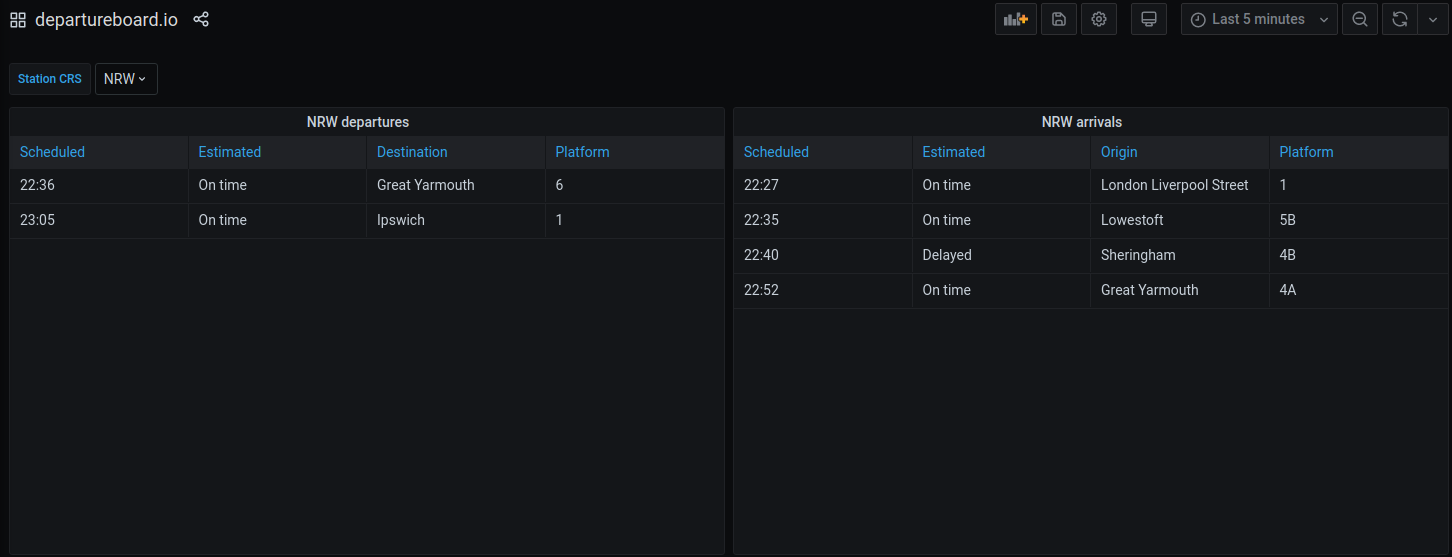 departureboard.io
Last 5 minutes
Station CRS NRW
NRW departures
Scheduled Estimated Destination Platform
22:36 On time Great Yarmouth 6
23:05 On time Ipswich 1
NRW arrivals
Scheduled Estimated Origin Platform
22:27 On time London Liverpool Street 1
22:35 On time Lowestoft 5B
22:40 Delayed Sheringham 4B
22:52 On time Great Yarmouth 4A